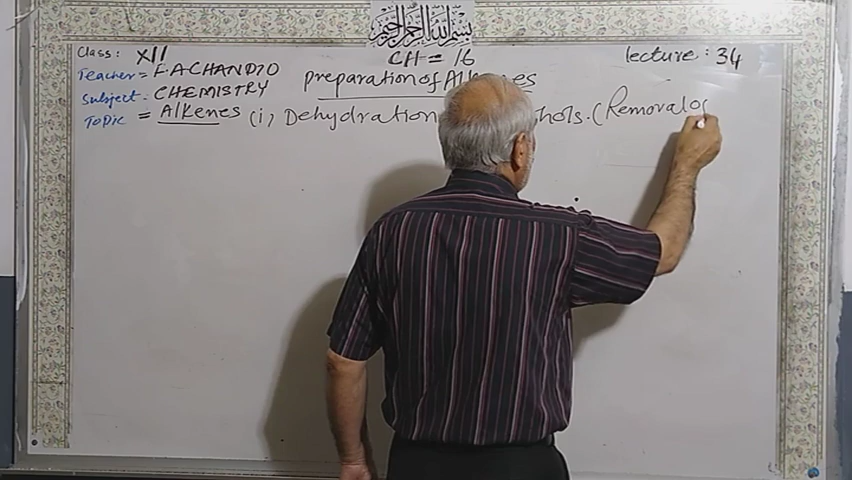 بسم الله الرحمن الرحيم
Class: XII CH = 16 lecture: 34
Teacher = F.A CHANDIO preparation of Alkenes
Subject. CHEMISTRY
Topic = Alkenes (i) Dehydration hols. (Removal of